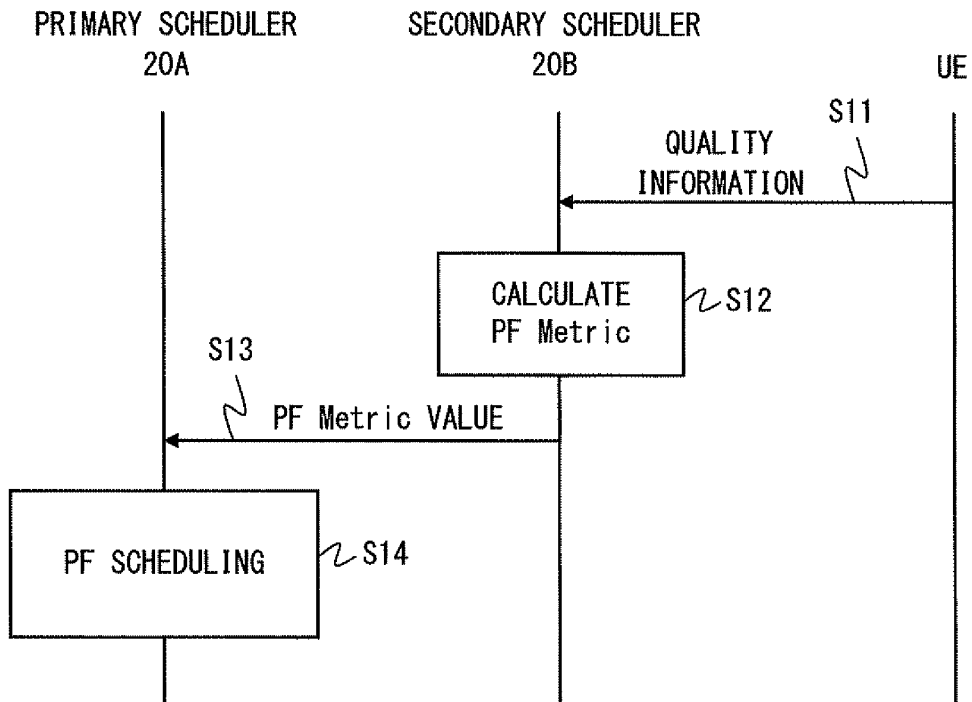 PRIMARY SCHEDULER
20A
SECONDARY SCHEDULER
20B
UE
S11
QUALITY
INFORMATION
CALCULATE
PF Metric
S12
S13
PF Metric VALUE
PF SCHEDULING
S14